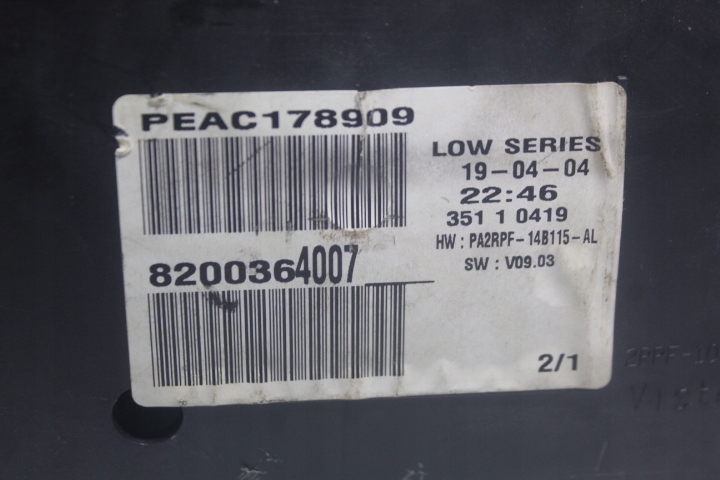 PEAC178909
LOW SERIES
19-04-04
22:46
351 1 0419
HW : PA2RPF-14B115-AL
SW : V09.03
8200364007__
2/1